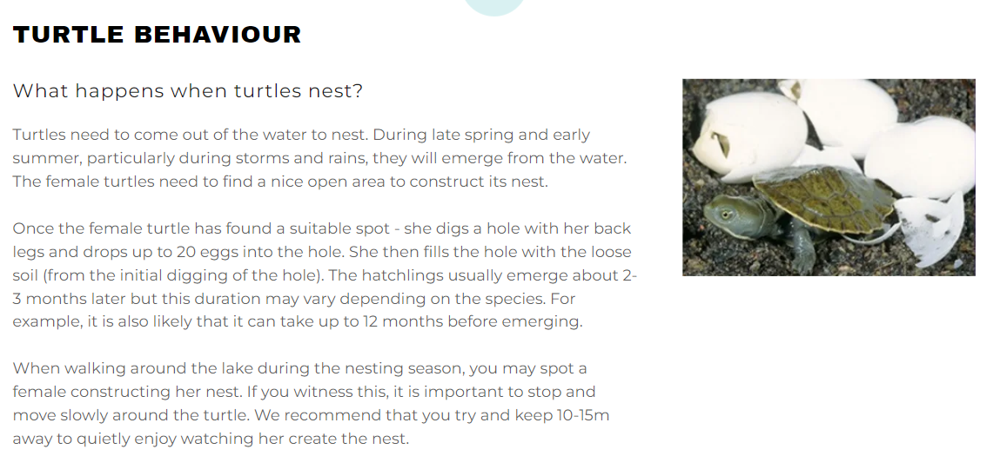 TURTLE BEHAVIOUR
What happens when turtles nest?
Turtles need to come out of the water to nest. During late spring and early
summer, particularly during storms and rains, they will emerge from the water.
The female turtles need to find a nice open area to construct its nest.
Once the female turtle has found a suitable spot - she digs a hole with her back
legs and drops up to 20 eggs into the hole. She then fills the hole with the loose
soil (from the initial digging of the hole). The hatchlings usually emerge about 2-
3 months later but this duration may vary depending on the species. For
example, it is also likely that it can take up to 12 months before emerging.
When walking around the lake during the nesting season, you may spot a
female constructing her nest. If you witness this, it is important to stop and
move slowly around the turtle. We recommend that you try and keep 10-15m
away to quietly enjoy watching her create the nest.